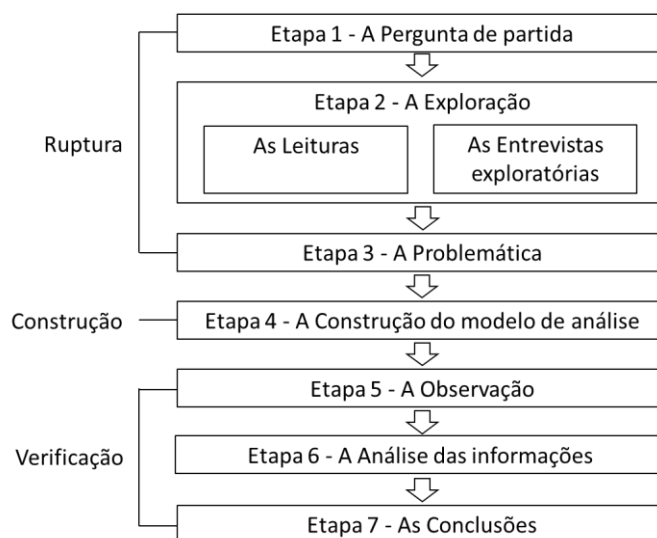 Etapa 1 - A Pergunta de partida
Etapa 2 - A Exploração
Ruptura
As Leituras
As Entrevistas
exploratórias
Etapa 3 - A Problemática
Construção
Etapa 4 - A Construção do modelo de análise
Etapa 5 - A Observação
Verificação
Etapa 6 - A Análise das informações
Etapa 7 - As Conclusões